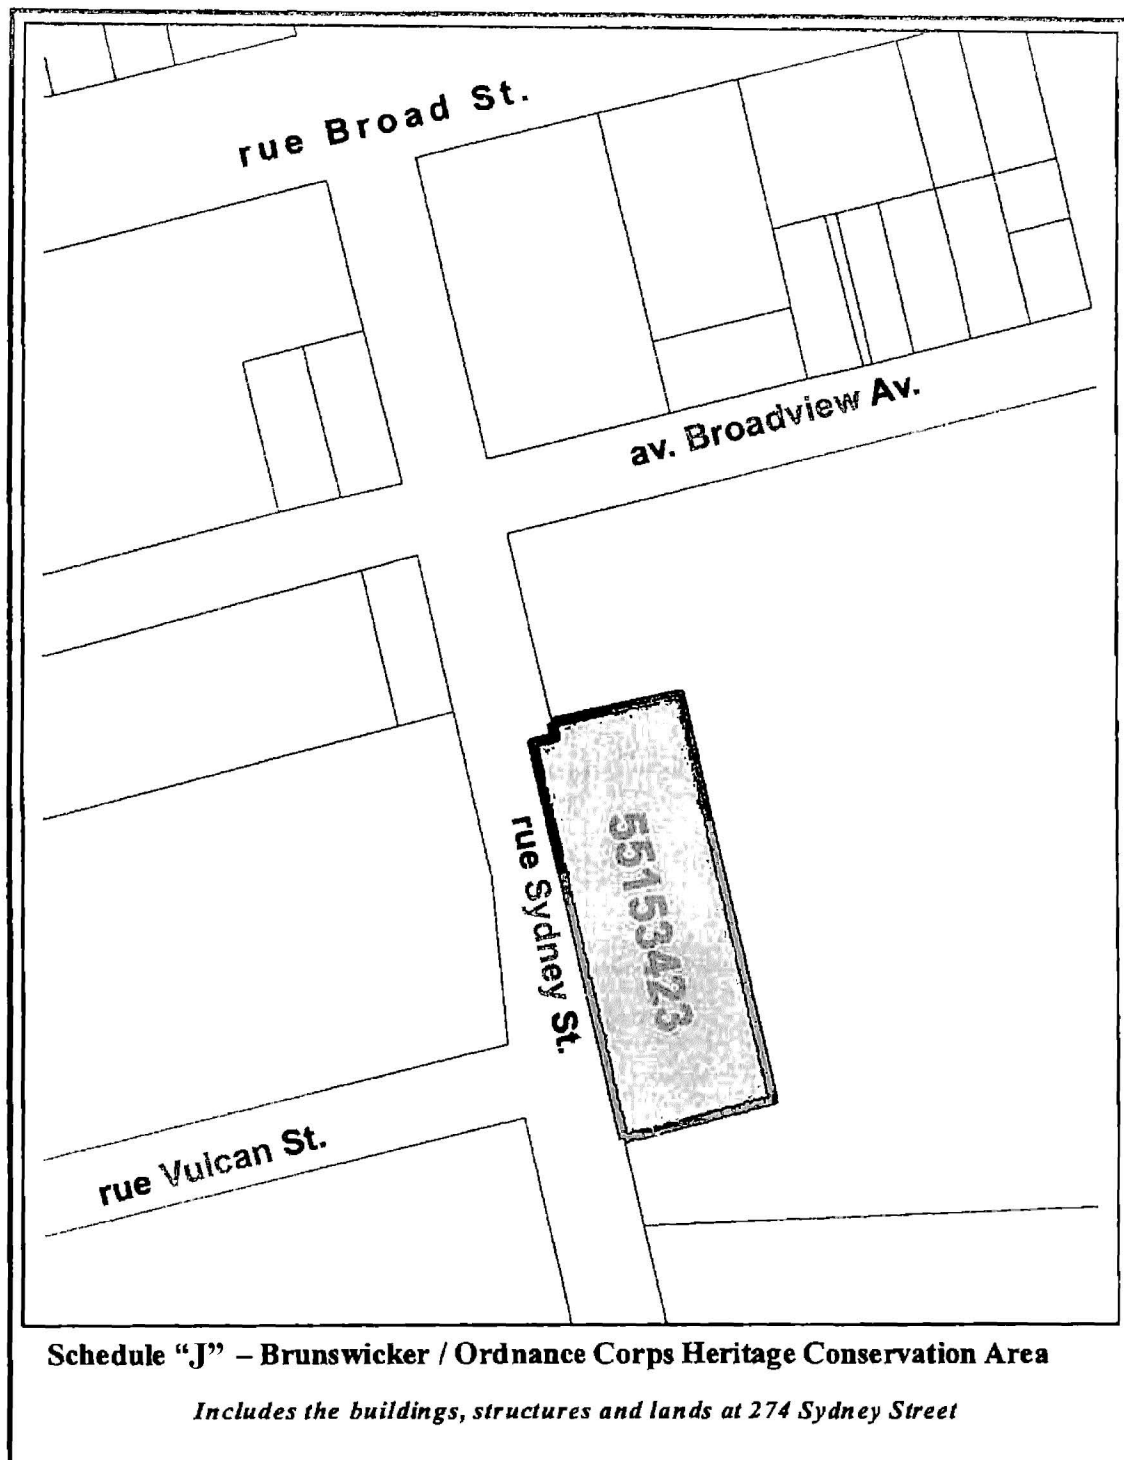 rue Broad St.
av. Broadview Av.
rue Sydney St.
55153423
rue Vulcan St.
Schedule “J” – Brunswicker / Ordnance Corps Heritage Conservation Area
Includes the buildings, structures and lands at 274 Sydney Street